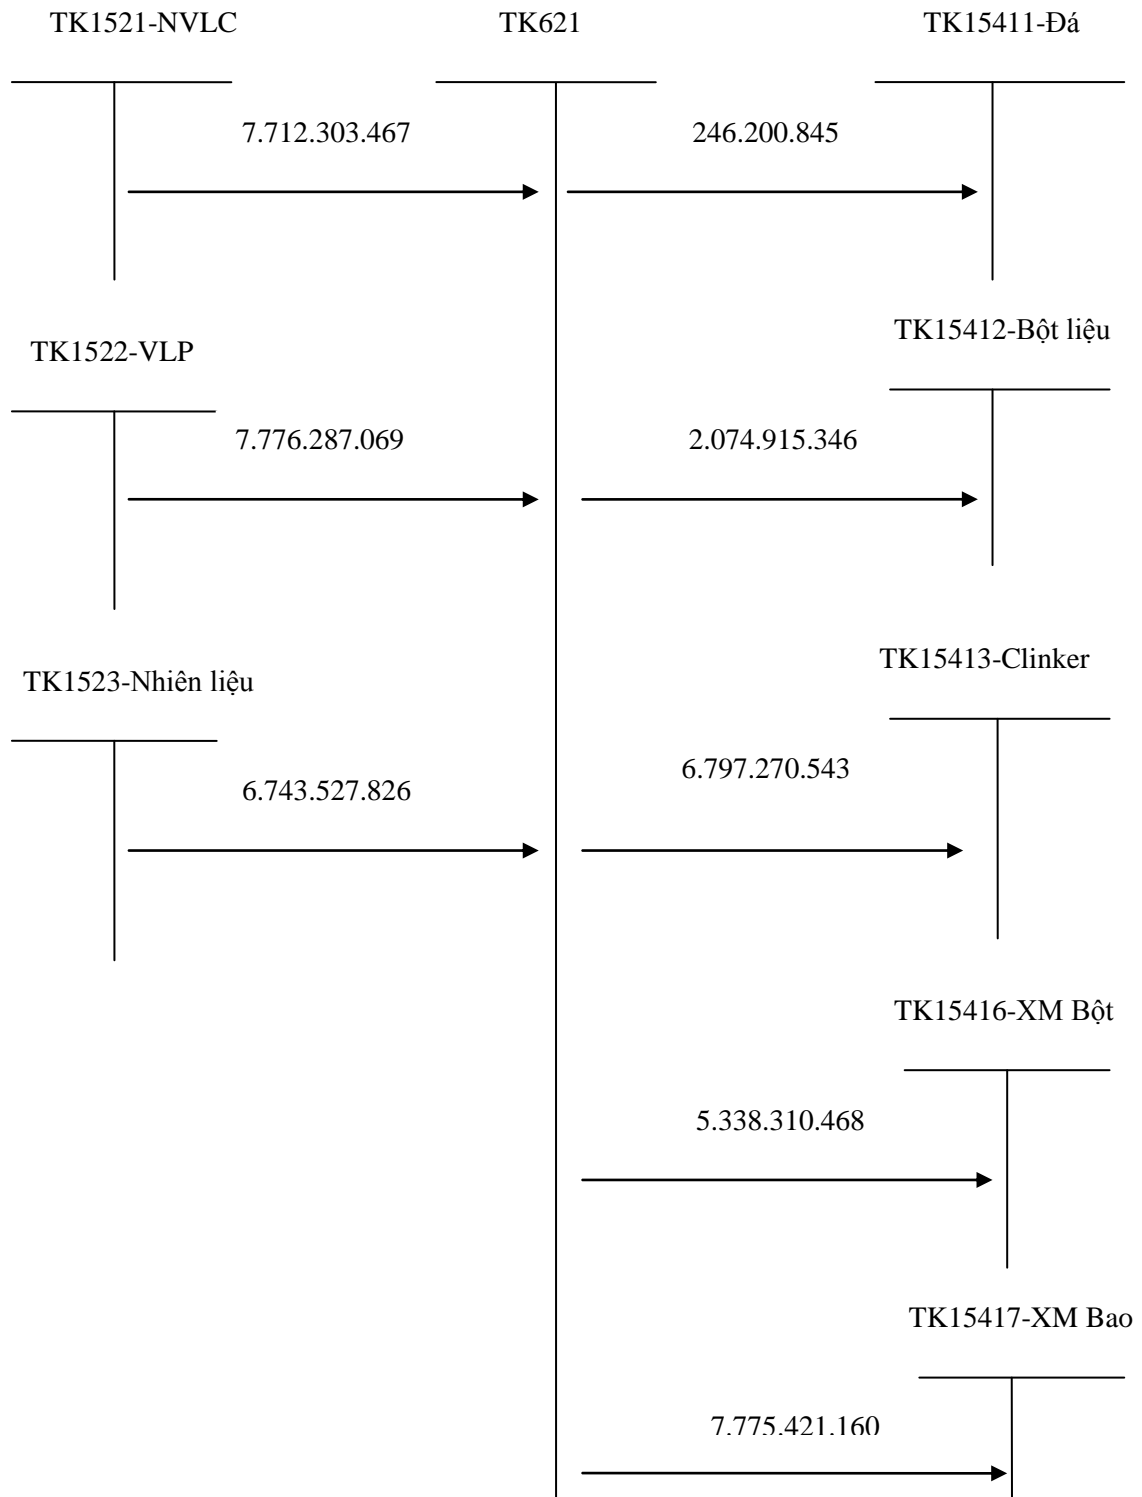 TK1521-NVLC
TK621
TK15411-Đá
7.712.303.467
246.200.845
TK15412-Bột liệu
TK1522-VLP
7.776.287.069
2.074.915.346
TK15413-Clinker
TK1523-Nhiên liệu
6.797.270.543
6.743.527.826
TK15416-XM Bột
5.338.310.468
TK15417-XM Bao
7.775.421.160